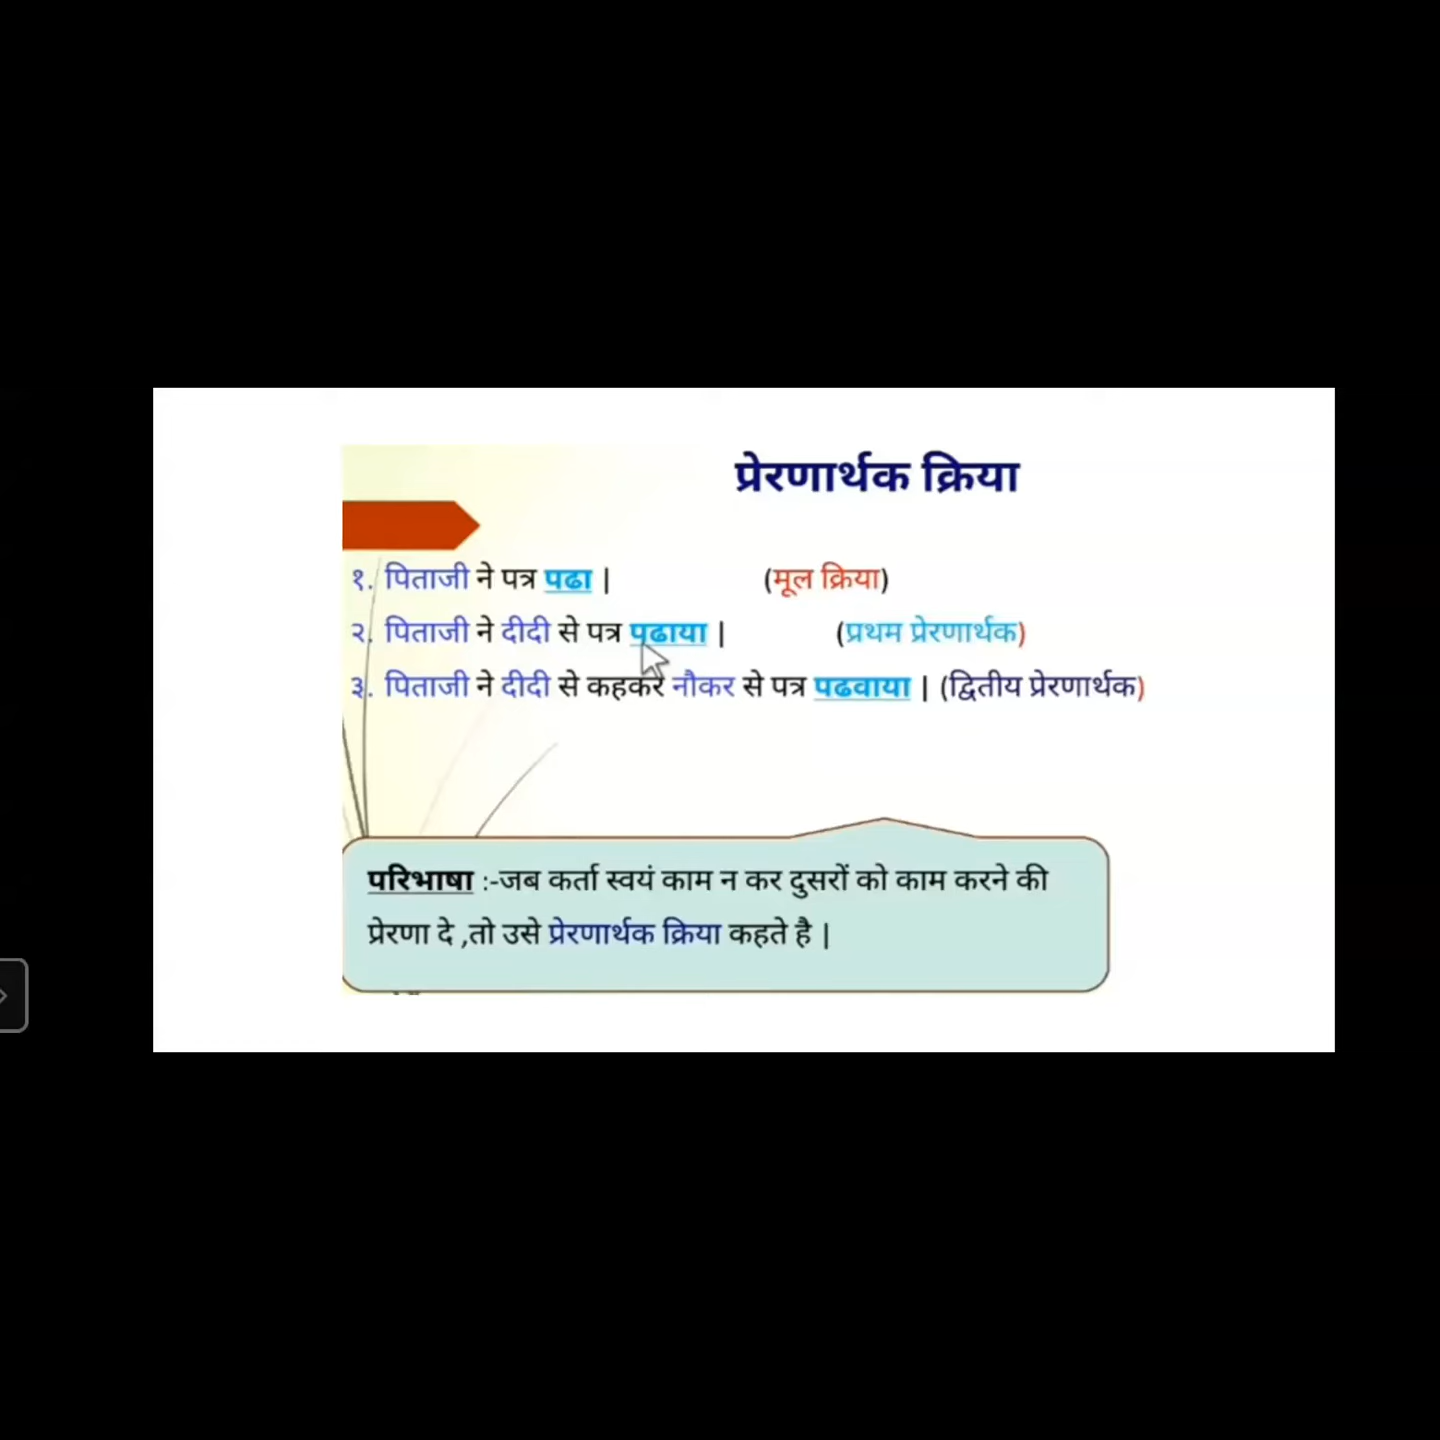 प्रेरणार्थक क्रिया
१. पिताजी ने पत्र पढा | (मूल क्रिया)
२. पिताजी ने दीदी से पत्र पढाया | (प्रथम प्रेरणार्थक)
३. पिताजी ने दीदी से कहकर नौकर से पत्र पढवाया | (द्वितीय प्रेरणार्थक)
परिभाषा :-जब कर्ता स्वयं काम न कर दुसरों को काम करने की
प्रेरणा दे ,तो उसे प्रेरणार्थक क्रिया कहते है |